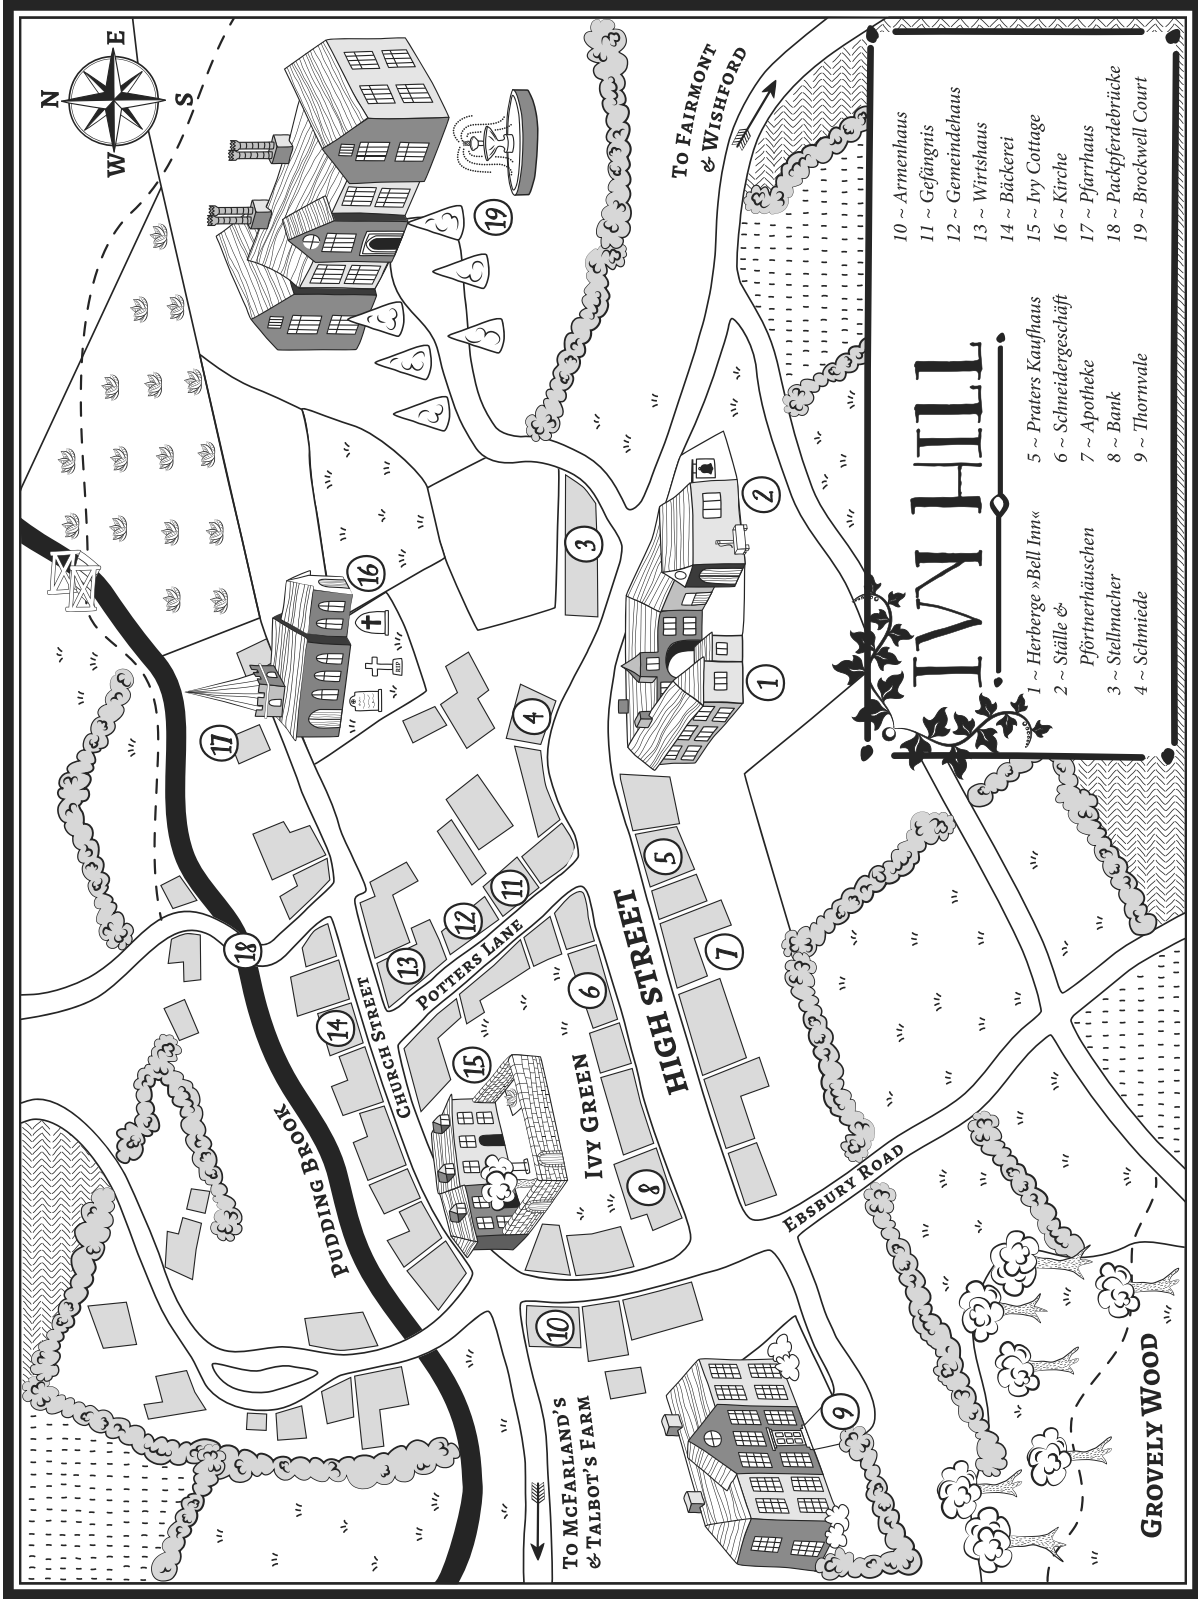 N
E
S
W
TO FAIRMONT
& WISHFORD
19
16
17
3
2
1
4
5
11
12
13
POTTERS LANE
18
14
CHURCH STREET
15
6
7
HIGH STREET
IVY GREEN
8
PUDDING BROOK
EBSBURY ROAD
10
9
TO MCFARLAND'S
& TALBOT'S FARM
GROVELY WOOD
RIP
IVY HILL
1 ~ Herberge »Bell Inn«
2 ~ Ställe &
Pförtnerhäuschen
3 ~ Stellmacher
4 ~ Schmiede
5 ~ Praters Kaufhaus
6 ~ Schneidergeschäft
7 ~ Apotheke
8 ~ Bank
9 ~ Thornvale
10 ~ Armenhaus
11 ~ Gefängnis
12 ~ Gemeindehaus
13 ~ Wirtshaus
14 ~ Bäckerei
15 ~ Ivy Cottage
16 ~ Kirche
17 ~ Pfarrhaus
18 ~ Packpferdebrücke
19 ~ Brockwell Court